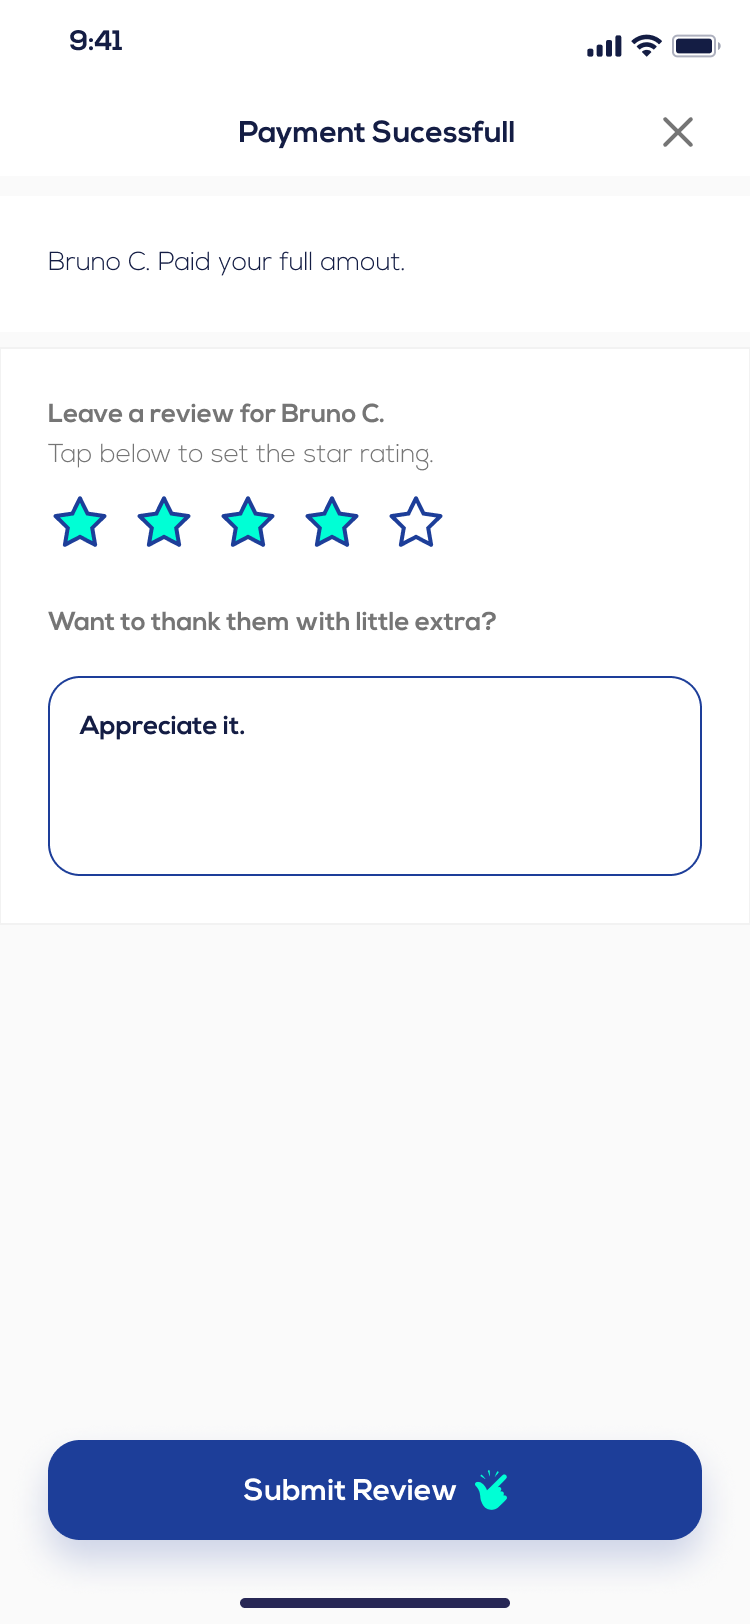 9:41
Payment Sucessfull
Bruno C. Paid your full amout.
Leave a review for Bruno C.
Tap below to set the star rating.
Want to thank them with little extra?
Appreciate it.
Submit Review